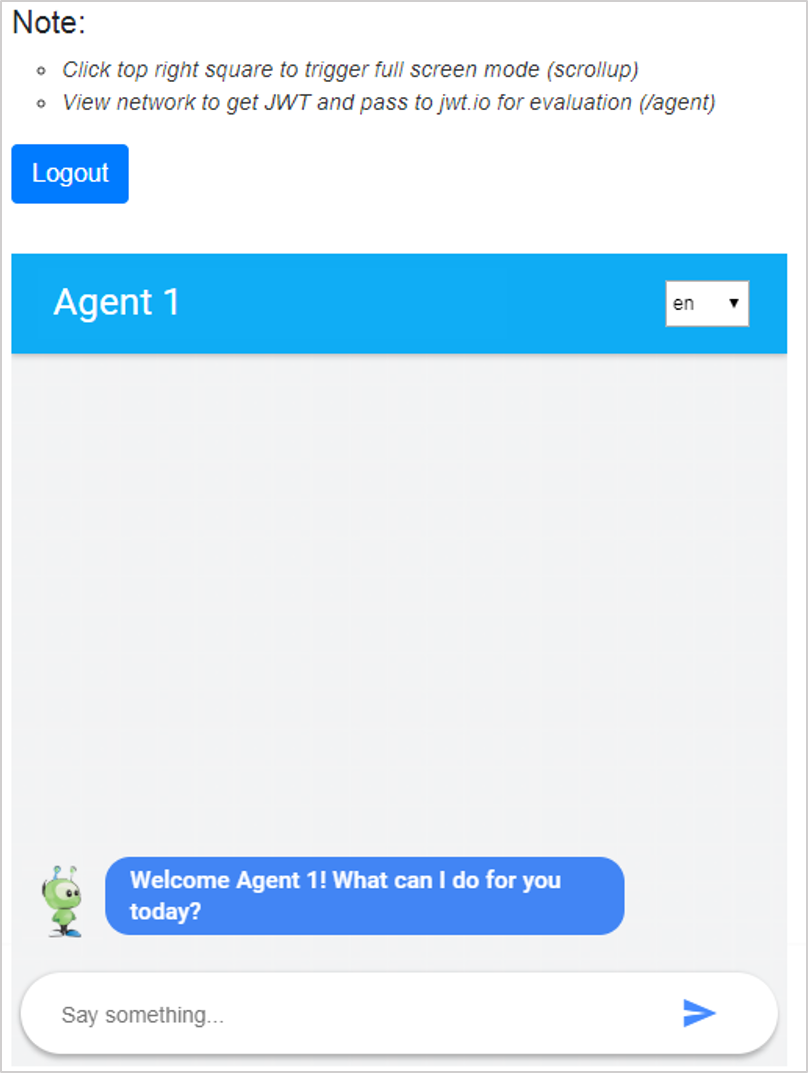 Note:
Click top right square to trigger full screen mode (scrollup)
View network to get JWT and pass to jwt.io for evaluation (/agent)
Logout
Agent 1
en
Welcome Agent 1! What can I do for you
today?
Say something...